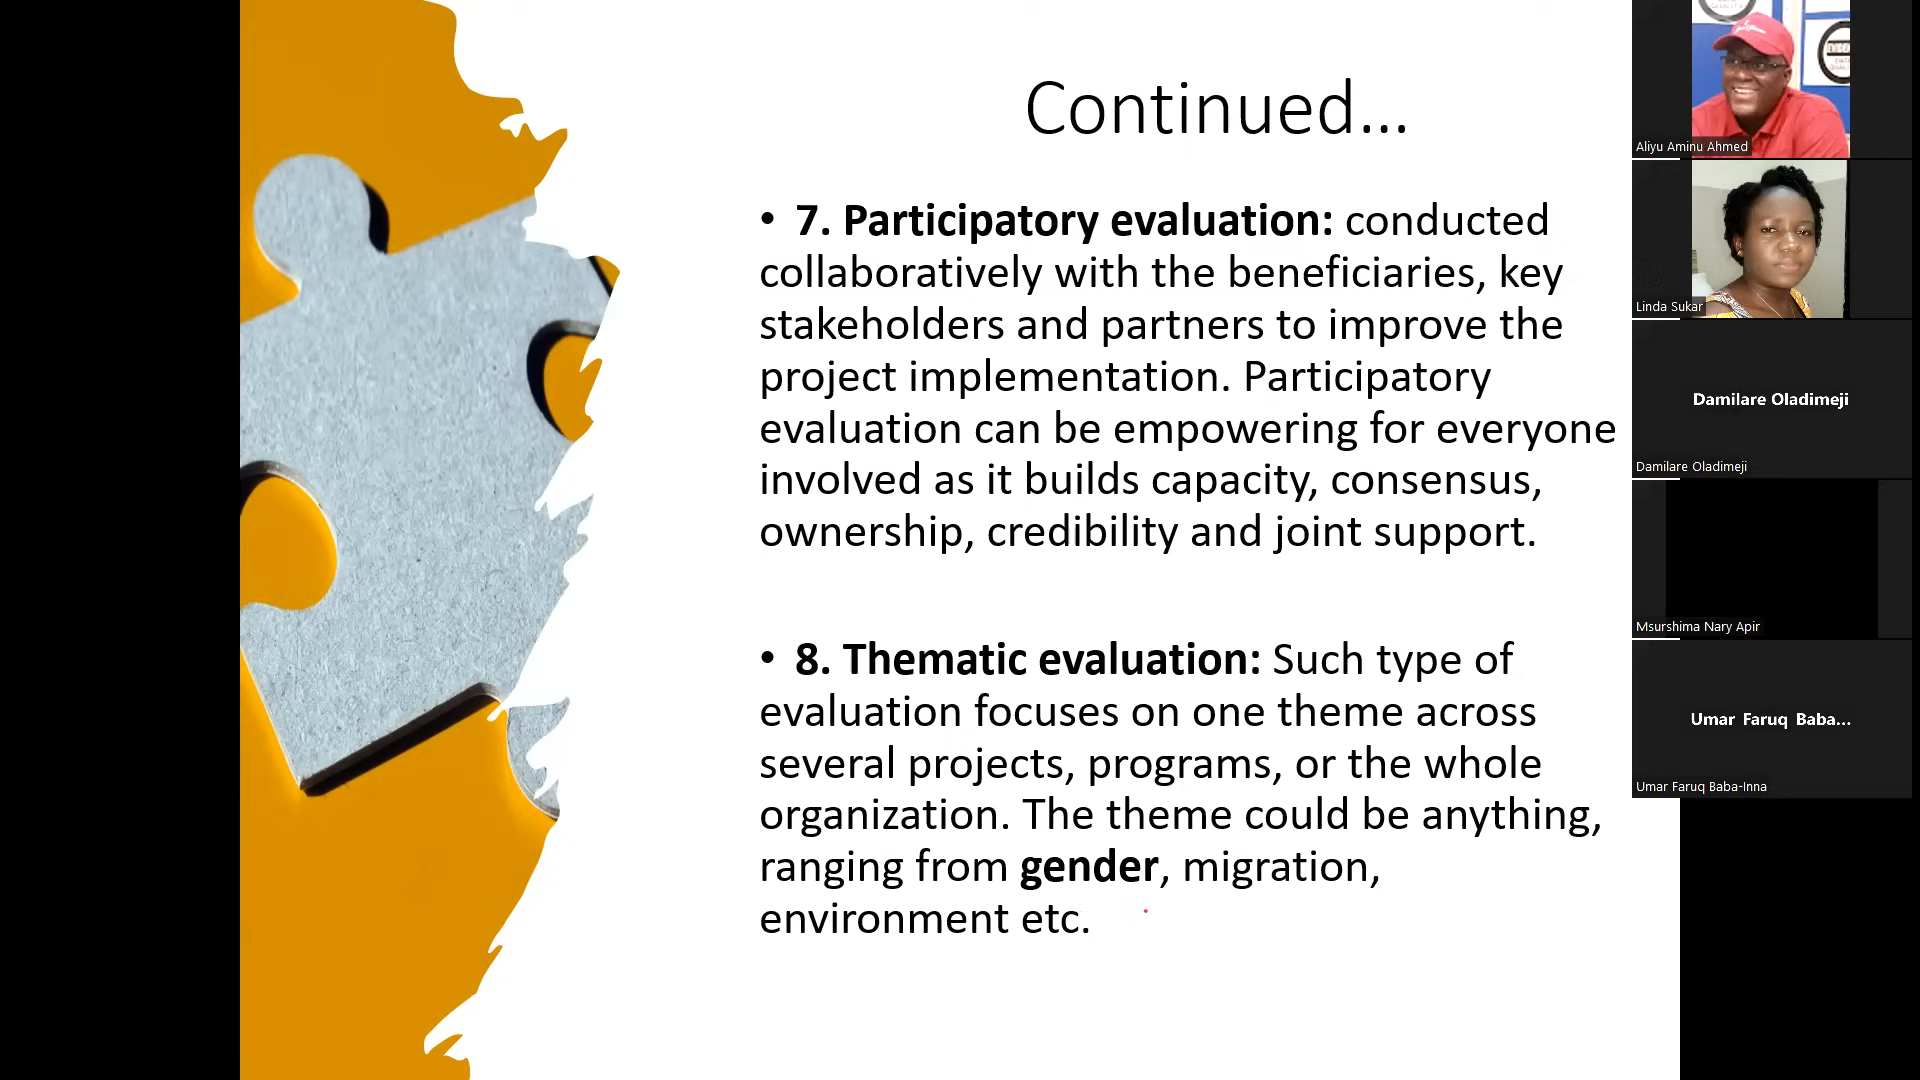 Continued...
• 7. Participatory evaluation: conducted
collaboratively with the beneficiaries, key
stakeholders and partners to improve the
project implementation. Participatory
evaluation can be empowering for everyone
involved as it builds capacity, consensus,
ownership, credibility and joint support.
• 8. Thematic evaluation: Such type of
evaluation focuses on one theme across
several projects, programs, or the whole
organization. The theme could be anything,
ranging from gender, migration,
environment etc.
Aliyu Aminu Ahmed
Linda Sukar
Damilare Oladimeji
Damilare Oladimeji
Msurshima Nary Apir
Umar Faruq Baba...
Umar Faruq Baba-Inna